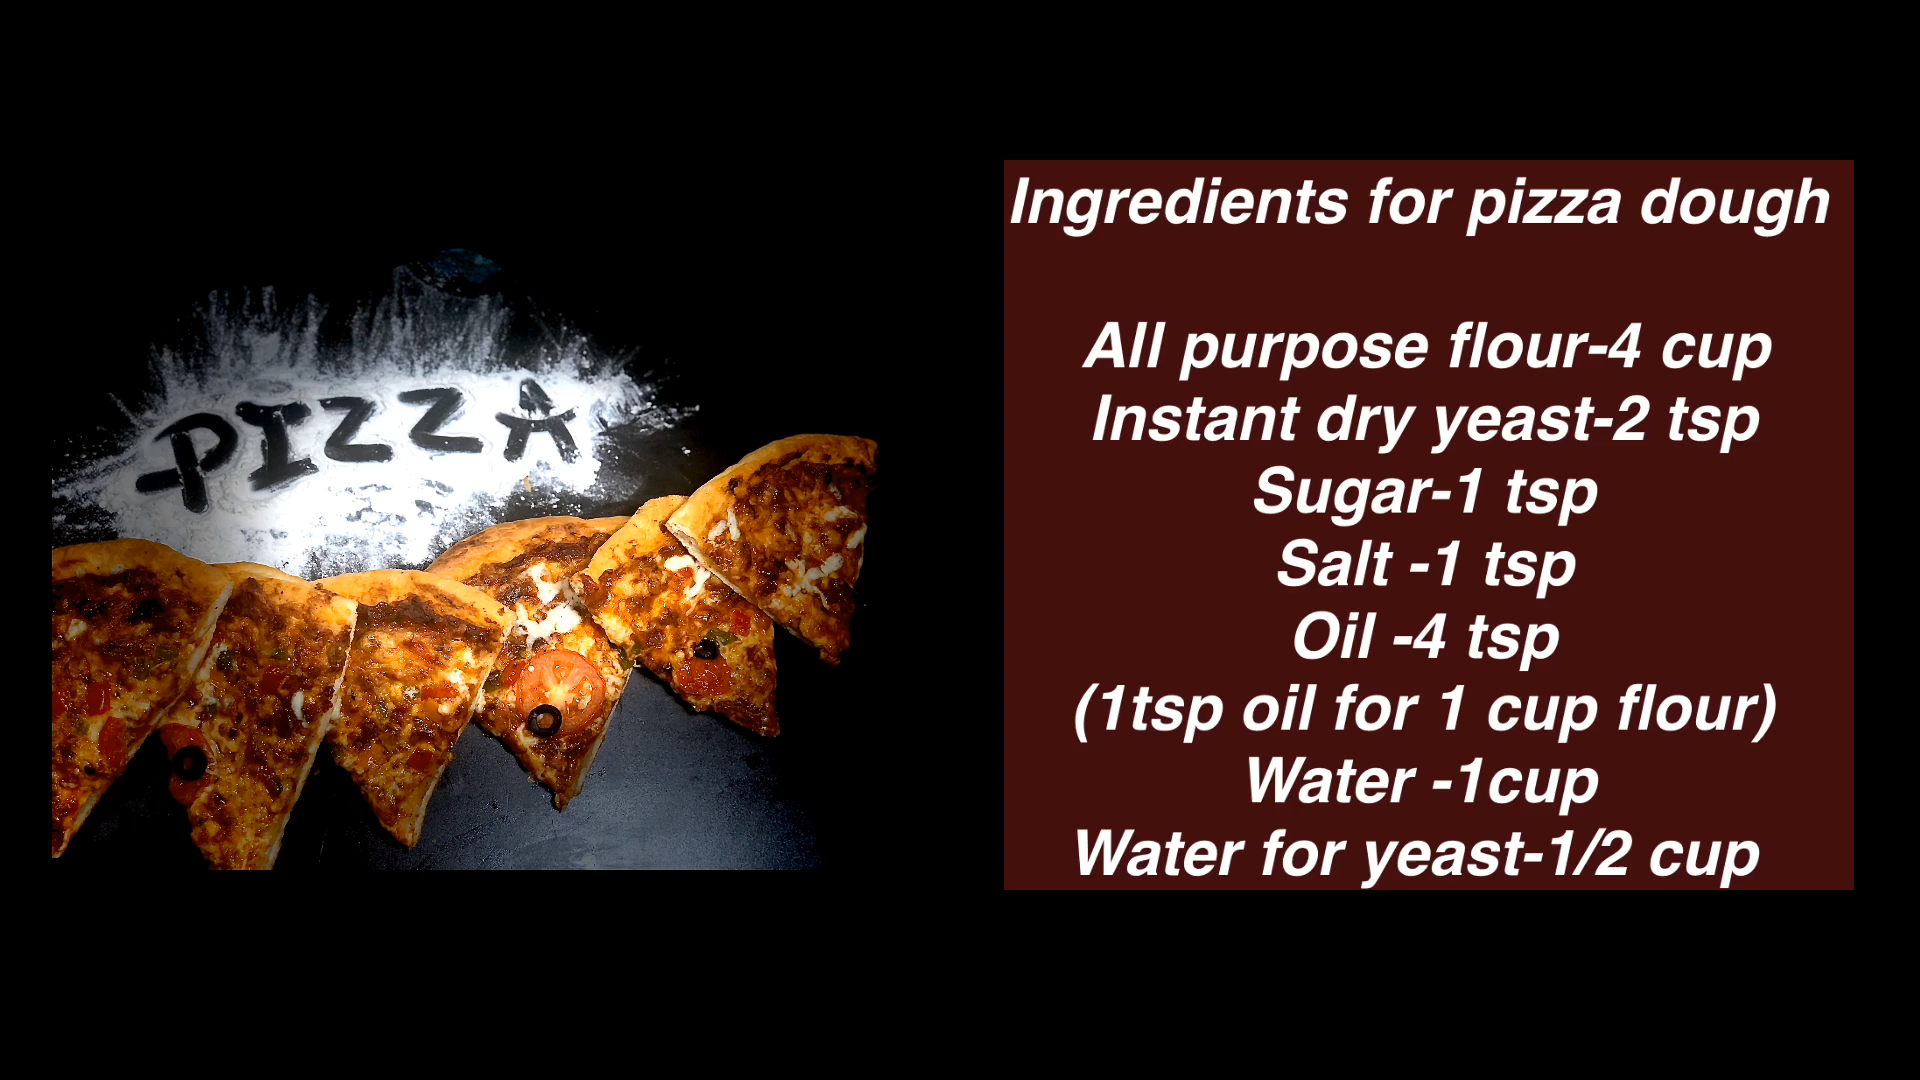 PIZZA
Ingredients for pizza dough
All purpose flour-4 cup
Instant dry yeast-2 tsp
Sugar-1 tsp
Salt -1 tsp
Oil -4 tsp
(1tsp oil for 1 cup flour)
Water -1cup
Water for yeast-1/2 cup